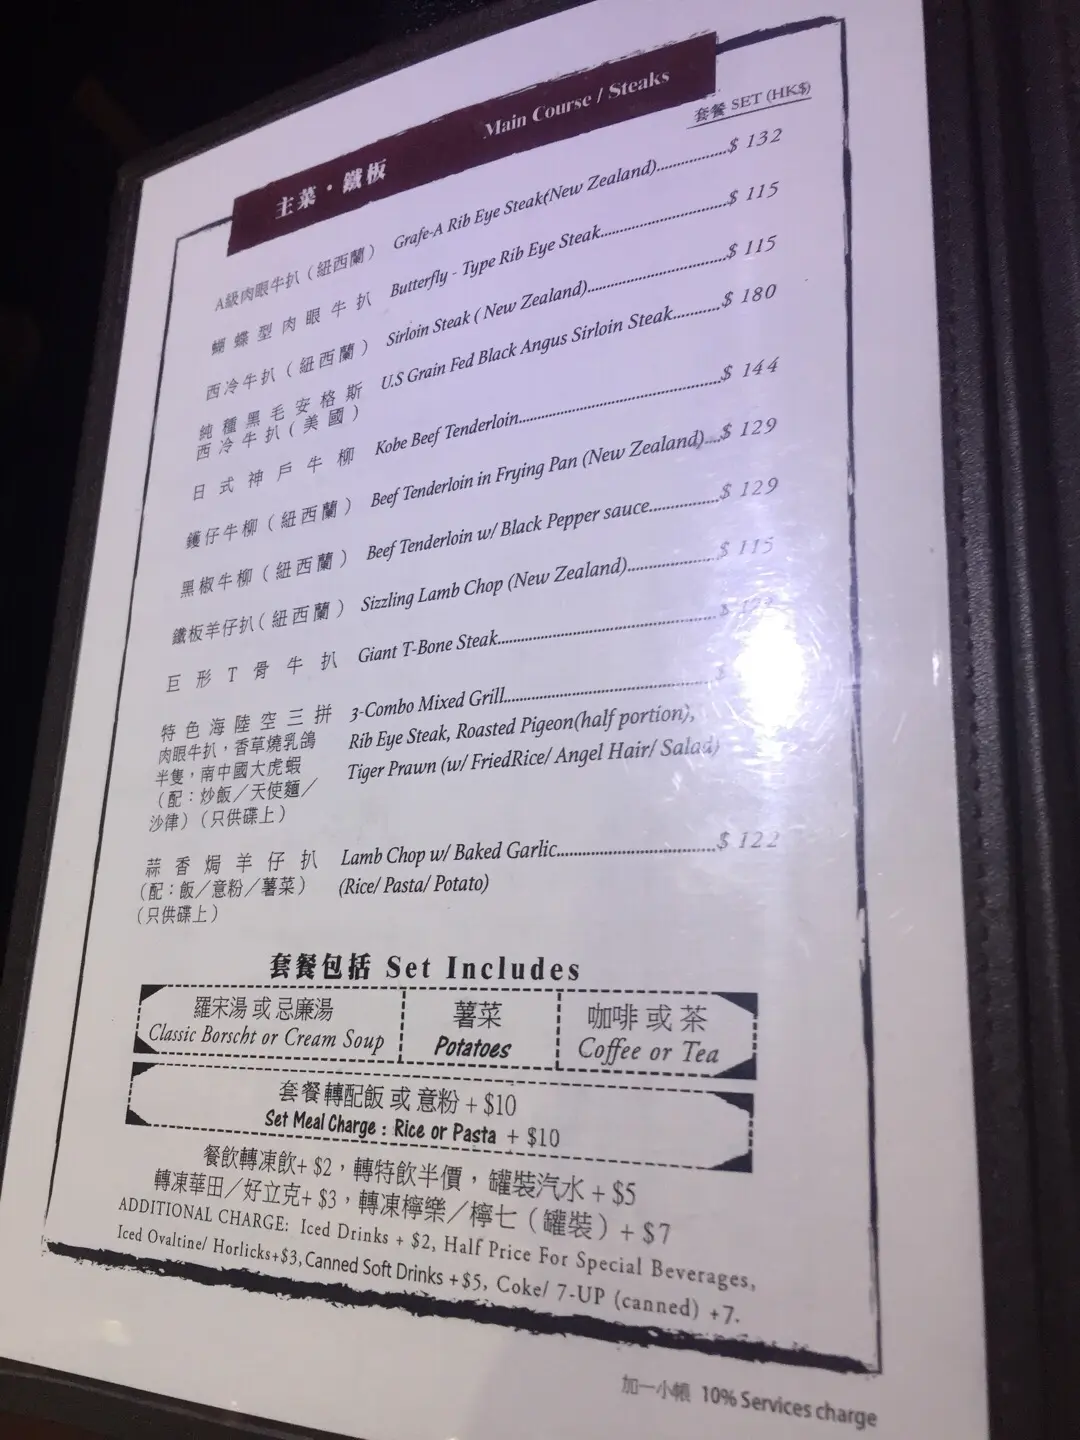 主菜・鐵板 Main Course / Steaks
套餐 SET (HK$)
A級肉眼牛扒（紐西蘭） Grafe-A Rib Eye Steak(New Zealand)....................$ 132
蝴蝶型肉眼牛扒 Butterfly - Type Rib Eye Steak....................$ 115
西冷牛扒（紐西蘭） Sirloin Steak ( New Zealand)....................$ 115
純種黑毛安格斯 U.S Grain Fed Black Angus Sirloin Steak...........$ 180
西冷牛扒(美國)
日式神戶牛柳 Kobe Beef Tenderloin....................$ 144
鑊仔牛柳（紐西蘭） Beef Tenderloin in Frying Pan (New Zealand)....$ 129
黑椒牛柳（紐西蘭） Beef Tenderloin w/ Black Pepper sauce...............$ 129
鐵板羊仔扒（紐西蘭） Sizzling Lamb Chop (New Zealand)....................$ 115
巨形T骨牛扒 Giant T-Bone Steak....................$
特色海陸空三拼 3-Combo Mixed Grill....................$
肉眼牛扒，香草燒乳鴿 Rib Eye Steak, Roasted Pigeon(half portion),
半隻，南中國大虎蝦 Tiger Prawn (w/ FriedRice/ Angel Hair/ Salad)
（配：炒飯／天使麵／
沙律）（只供碟上）
蒜香焗羊仔扒 Lamb Chop w/ Baked Garlic....................$ 122
（配：飯／意粉／薯菜） (Rice/ Pasta/ Potato)
（只供碟上）
套餐包括 Set Includes
羅宋湯 或 忌廉湯 薯菜 咖啡 或 茶
Classic Borscht or Cream Soup Potatoes Coffee or Tea
套餐轉配飯 或 意粉 + $10
Set Meal Charge : Rice or Pasta + $10
餐飲轉凍飲+ $2，轉特飲半價，罐裝汽水 + $5
轉凍華田／好立克+ $3，轉凍檸樂／檸七（罐裝）+ $7
ADDITIONAL CHARGE: Iced Drinks + $2, Half Price For Special Beverages,
Iced Ovaltine/ Horlicks+$3, Canned Soft Drinks +$5, Coke/ 7-UP (canned) +7.
加一小賬 10% Services charge